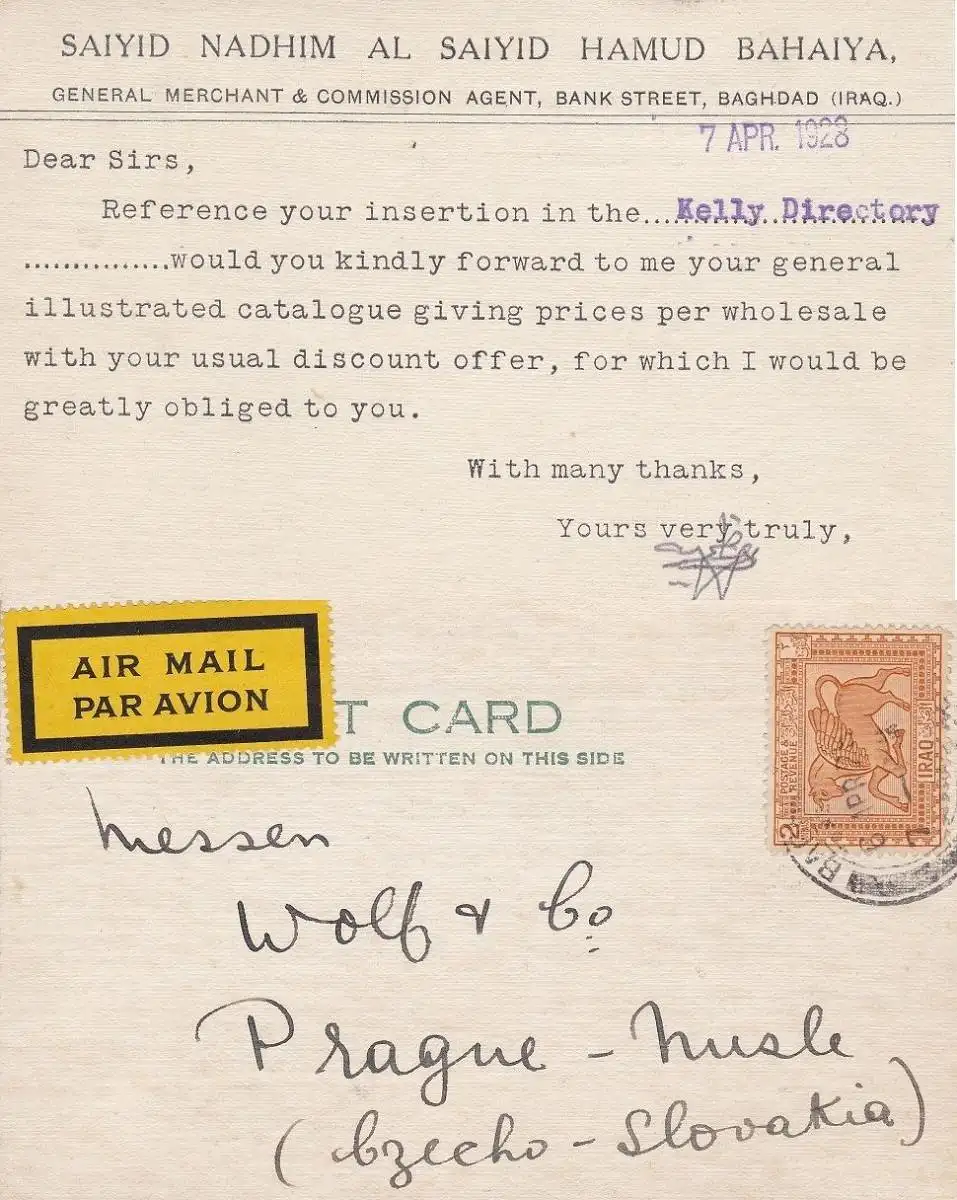 SAIYID NADHIM AL SAIYID HAMUD BAHAIYA,
GENERAL MERCHANT & COMMISSION AGENT, BANK STREET, BAGHDAD (IRAQ.)
7 APR. 1928
Dear Sirs,
Reference your insertion in the...Kelly Directory
...............would you kindly forward to me your general
illustrated catalogue giving prices per wholesale
with your usual discount offer, for which I would be
greatly obliged to you.
With many thanks,
Yours very truly,
AIR MAIL
PAR AVION
T CARD
THE ADDRESS TO BE WRITTEN ON THIS SIDE
POSTAGE &
REVENUE
IRAQ
2
Messen
Wolf & Co
Prague - Nusle
(Czecho - Slovakia)